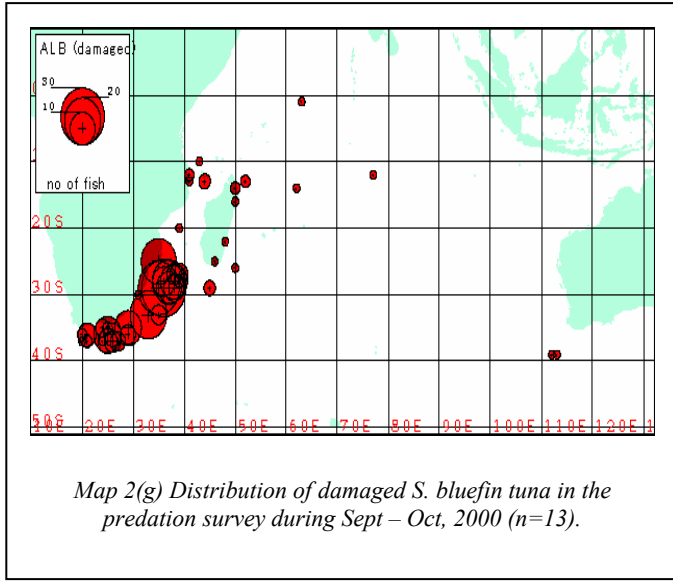 ALB (damaged)
30
20
10
no of fish
20S
30S
40S
50S
10E 20E 30E 40E 50E 60E 70E 80E 90E 100E 110E 120E
Map 2(g) Distribution of damaged S. bluefin tuna in the
predation survey during Sept – Oct, 2000 (n=13).